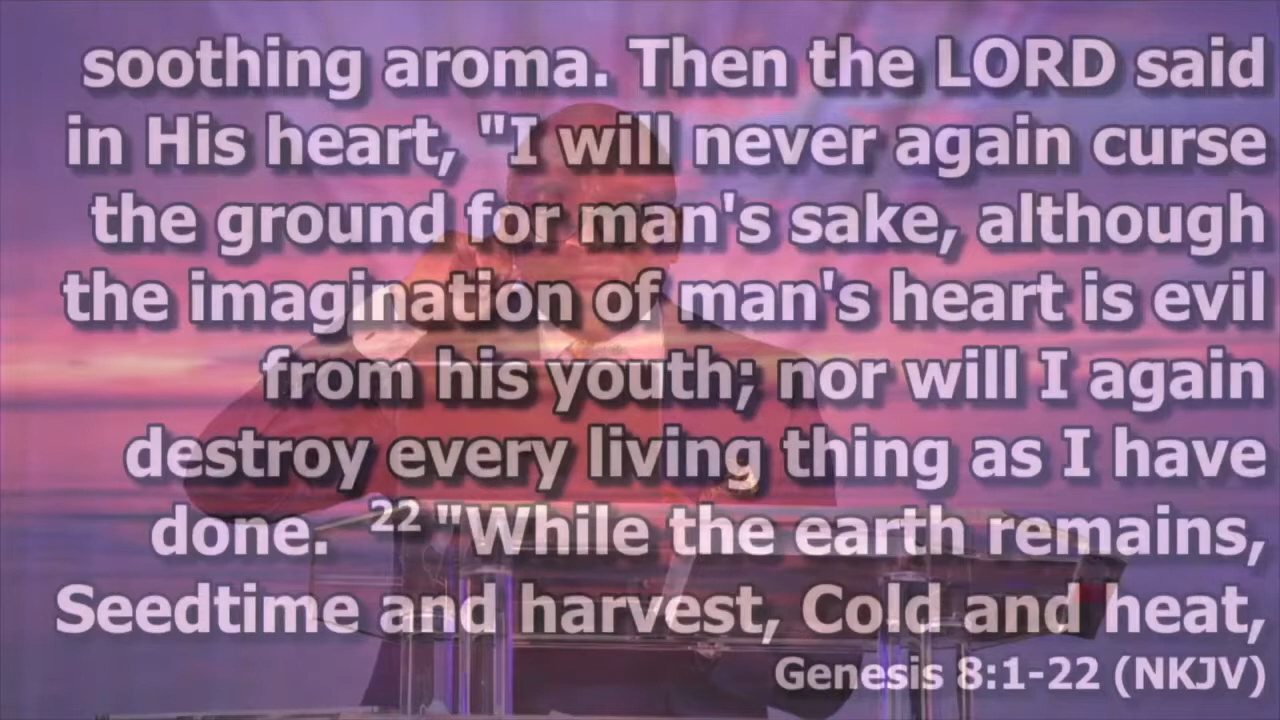 soothing aroma. Then the LORD said
in His heart, "I will never again curse
the ground for man's sake, although
the imagination of man's heart is evil
from his youth; nor will I again
destroy every living thing as I have
done. 22 "While the earth remains,
Seedtime and harvest, Cold and heat,
Genesis 8:1-22 (NKJV)